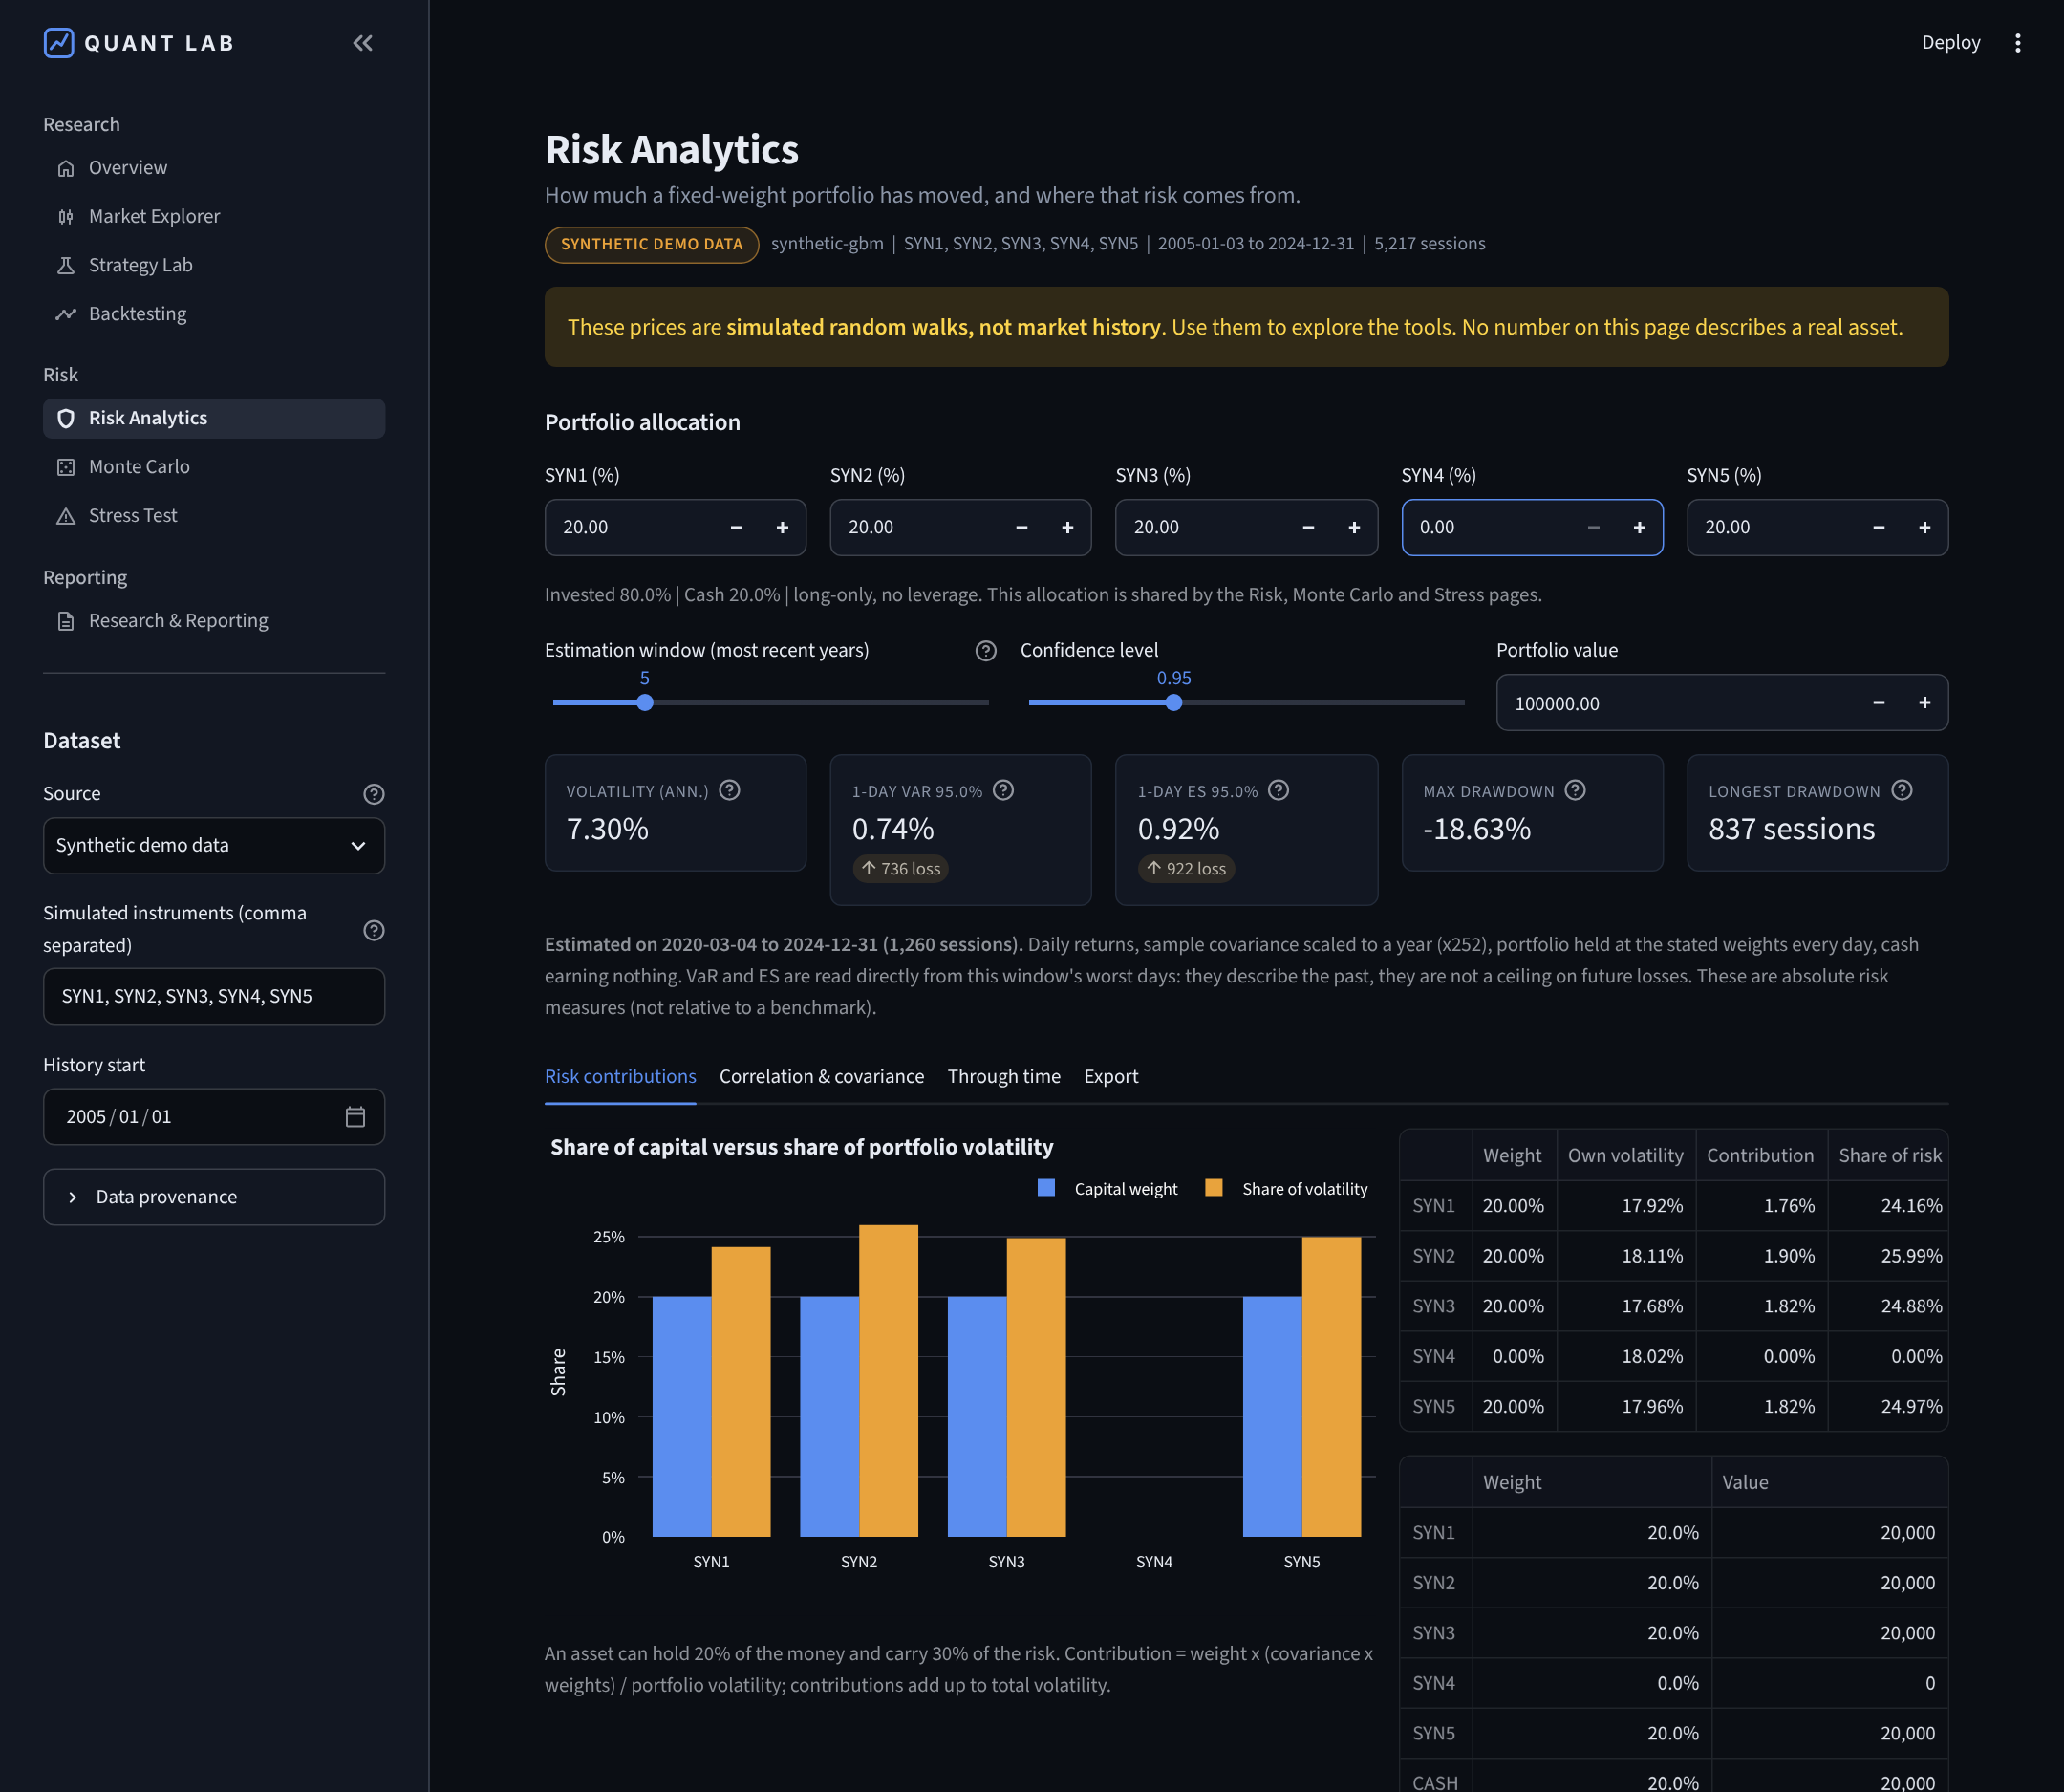 QUANT LAB
Research
Overview
Market Explorer
Strategy Lab
Backtesting
Risk
Risk Analytics
Monte Carlo
Stress Test
Reporting
Research & Reporting
Dataset
Source
Synthetic demo data
Simulated instruments (comma
separated)
SYN1, SYN2, SYN3, SYN4, SYN5
History start
2005 / 01 / 01
Data provenance
Deploy
Risk Analytics
How much a fixed-weight portfolio has moved, and where that risk comes from.
SYNTHETIC DEMO DATA synthetic-gbm | SYN1, SYN2, SYN3, SYN4, SYN5 | 2005-01-03 to 2024-12-31 | 5,217 sessions
These prices are simulated random walks, not market history. Use them to explore the tools. No number on this page describes a real asset.
Portfolio allocation
SYN1 (%) SYN2 (%) SYN3 (%) SYN4 (%) SYN5 (%)
20.00 20.00 20.00 0.00 20.00
Invested 80.0% | Cash 20.0% | long-only, no leverage. This allocation is shared by the Risk, Monte Carlo and Stress pages.
Estimation window (most recent years) Confidence level Portfolio value
5 0.95
100000.00
VOLATILITY (ANN.) 1-DAY VAR 95.0% 1-DAY ES 95.0% MAX DRAWDOWN LONGEST DRAWDOWN
7.30% 0.74% 0.92% -18.63% 837 sessions
↑ 736 loss ↑ 922 loss
Estimated on 2020-03-04 to 2024-12-31 (1,260 sessions). Daily returns, sample covariance scaled to a year (x252), portfolio held at the stated weights every day, cash
earning nothing. VaR and ES are read directly from this window's worst days: they describe the past, they are not a ceiling on future losses. These are absolute risk
measures (not relative to a benchmark).
Risk contributions Correlation & covariance Through time Export
Share of capital versus share of portfolio volatility
Capital weight Share of volatility
25%
20%
15%
10%
5%
0%
Share
SYN1 SYN2 SYN3 SYN4 SYN5
An asset can hold 20% of the money and carry 30% of the risk. Contribution = weight x (covariance x
weights) / portfolio volatility; contributions add up to total volatility.
Weight Own volatility Contribution Share of risk
SYN1 20.00% 17.92% 1.76% 24.16%
SYN2 20.00% 18.11% 1.90% 25.99%
SYN3 20.00% 17.68% 1.82% 24.88%
SYN4 0.00% 18.02% 0.00% 0.00%
SYN5 20.00% 17.96% 1.82% 24.97%
Weight Value
SYN1 20.0% 20,000
SYN2 20.0% 20,000
SYN3 20.0% 20,000
SYN4 0.0% 0
SYN5 20.0% 20,000
CASH 20.0% 20,000